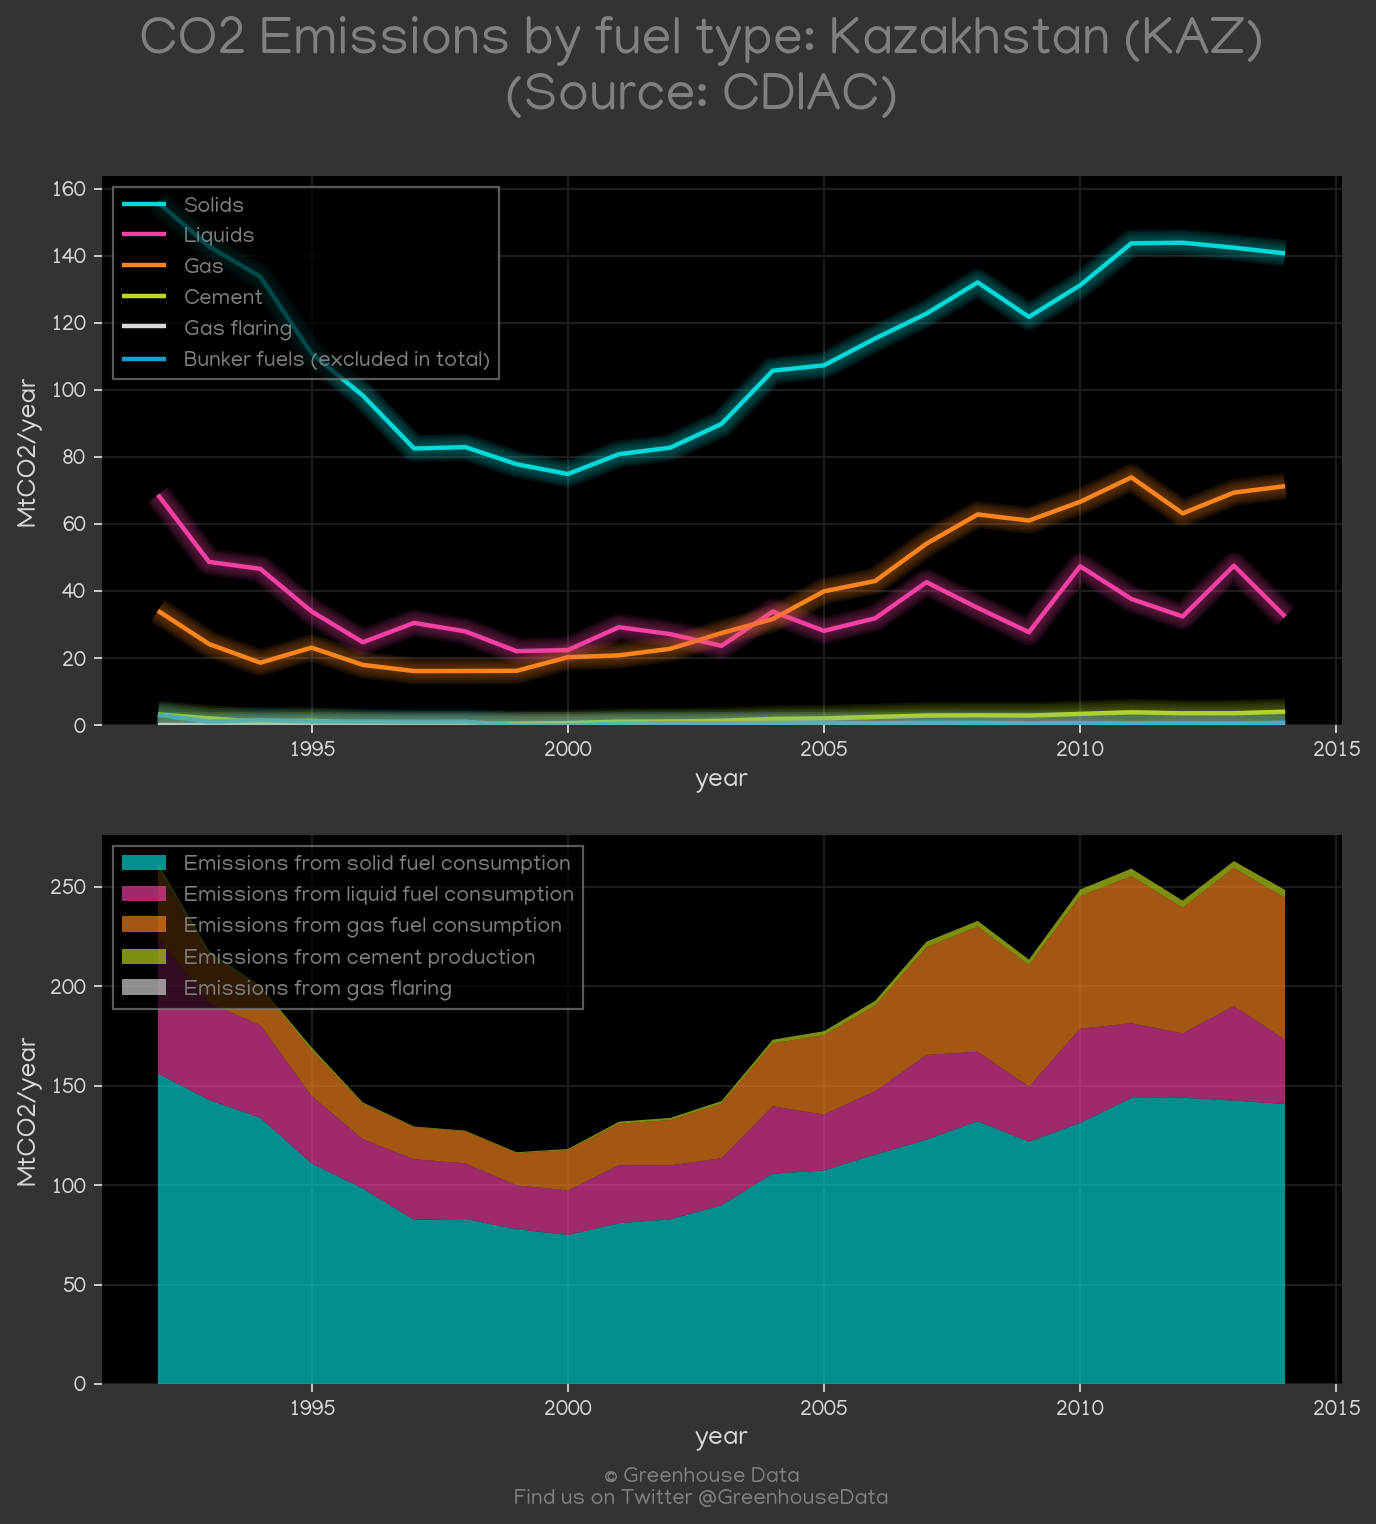 CO2 Emissions by fuel type: Kazakhstan (KAZ)
(Source: CDIAC)
160
140
120
100
80
60
40
20
0
MtCO2/year
Solids
Liquids
Gas
Cement
Gas flaring
Bunker fuels (excluded in total)
1995
2000
2005
2010
2015
year
250
200
150
100
50
0
MtCO2/year
Emissions from solid fuel consumption
Emissions from liquid fuel consumption
Emissions from gas fuel consumption
Emissions from cement production
Emissions from gas flaring
1995
2000
2005
2010
2015
year
© Greenhouse Data
Find us on Twitter @GreenhouseData